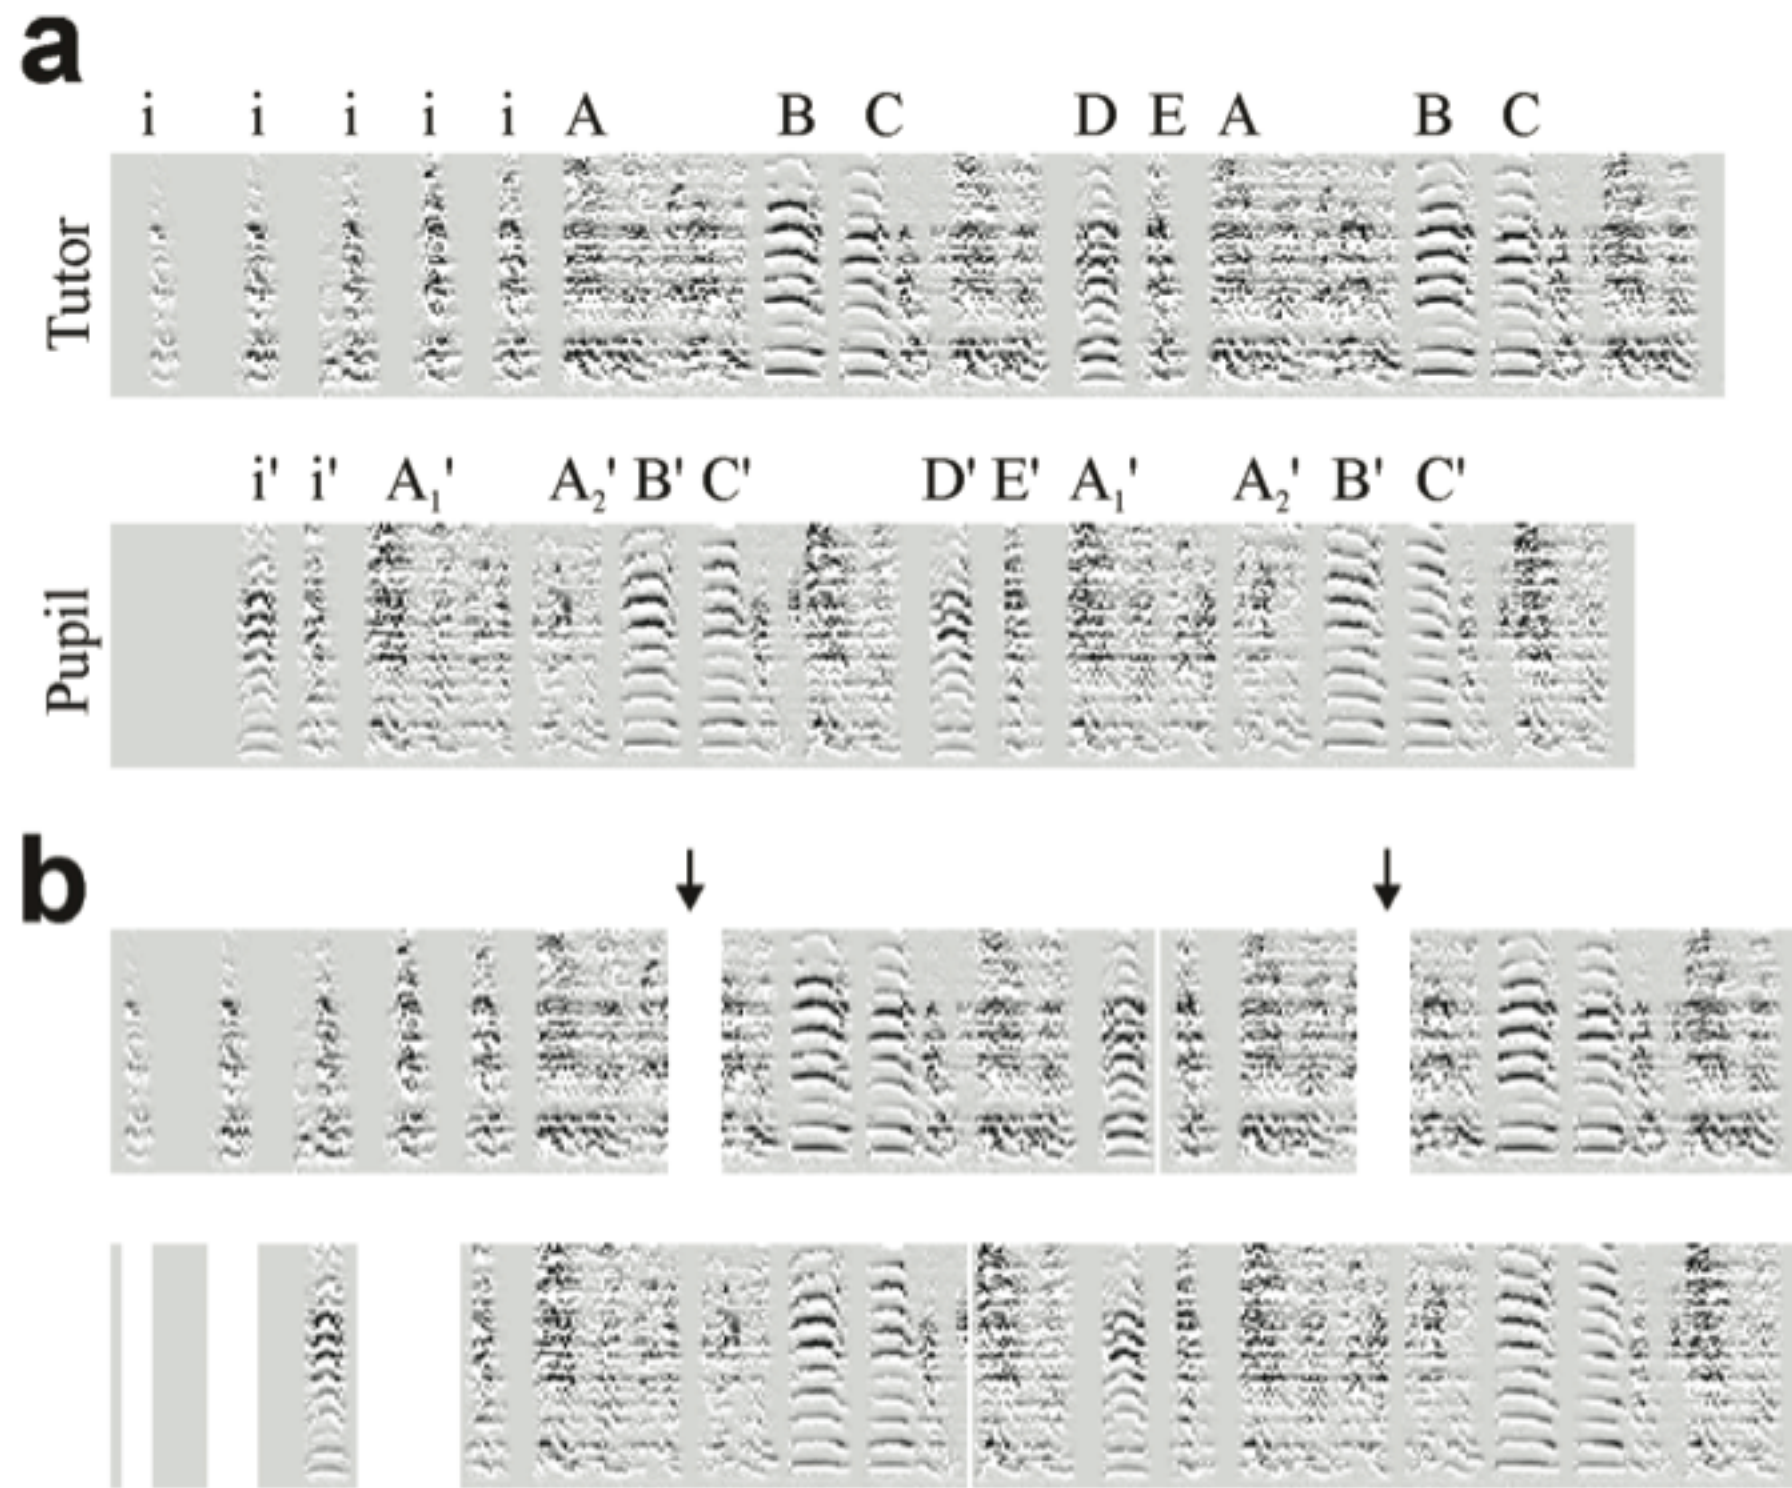 a
i i i i i A B C D E A B C
Tutor
i' i' A₁' A₂' B' C' D' E' A₁' A₂' B' C'
Pupil
b